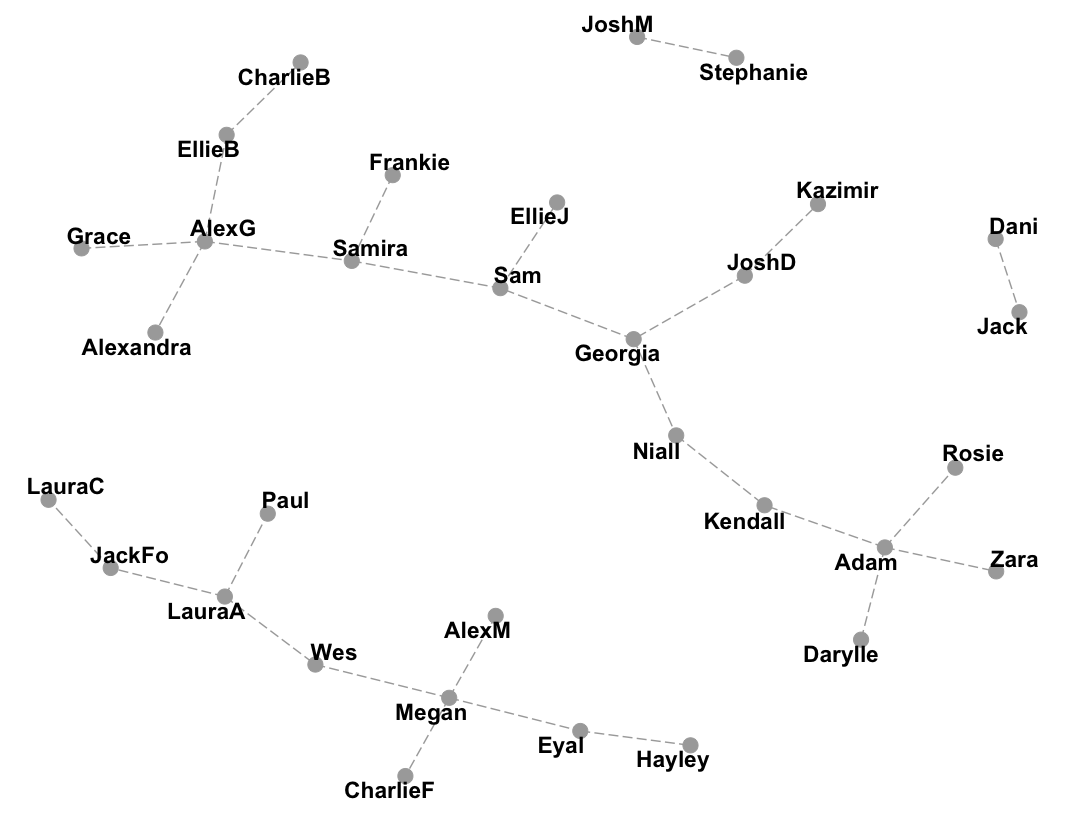 JoshM
Stephanie
CharlieB
EllieB
Frankie
Kazimir
EllieJ
Grace
AlexG
Samira
Dani
JoshD
Sam
Jack
Alexandra
Georgia
Niall
Rosie
LauraC
Paul
Kendall
JackFo
Adam
Zara
LauraA
AlexM
Wes
Darylle
Megan
Eyal
Hayley
CharlieF